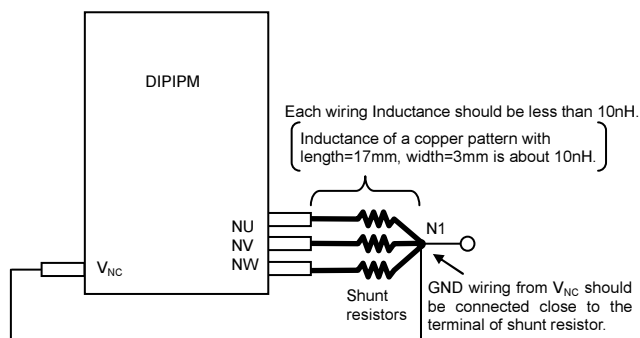 DIPIPM
Each wiring Inductance should be less than 10nH.
Inductance of a copper pattern with
length=17mm, width=3mm is about 10nH.
NU
NV
NW
N1
VNC
Shunt
resistors
GND wiring from VNC should
be connected close to the
terminal of shunt resistor.